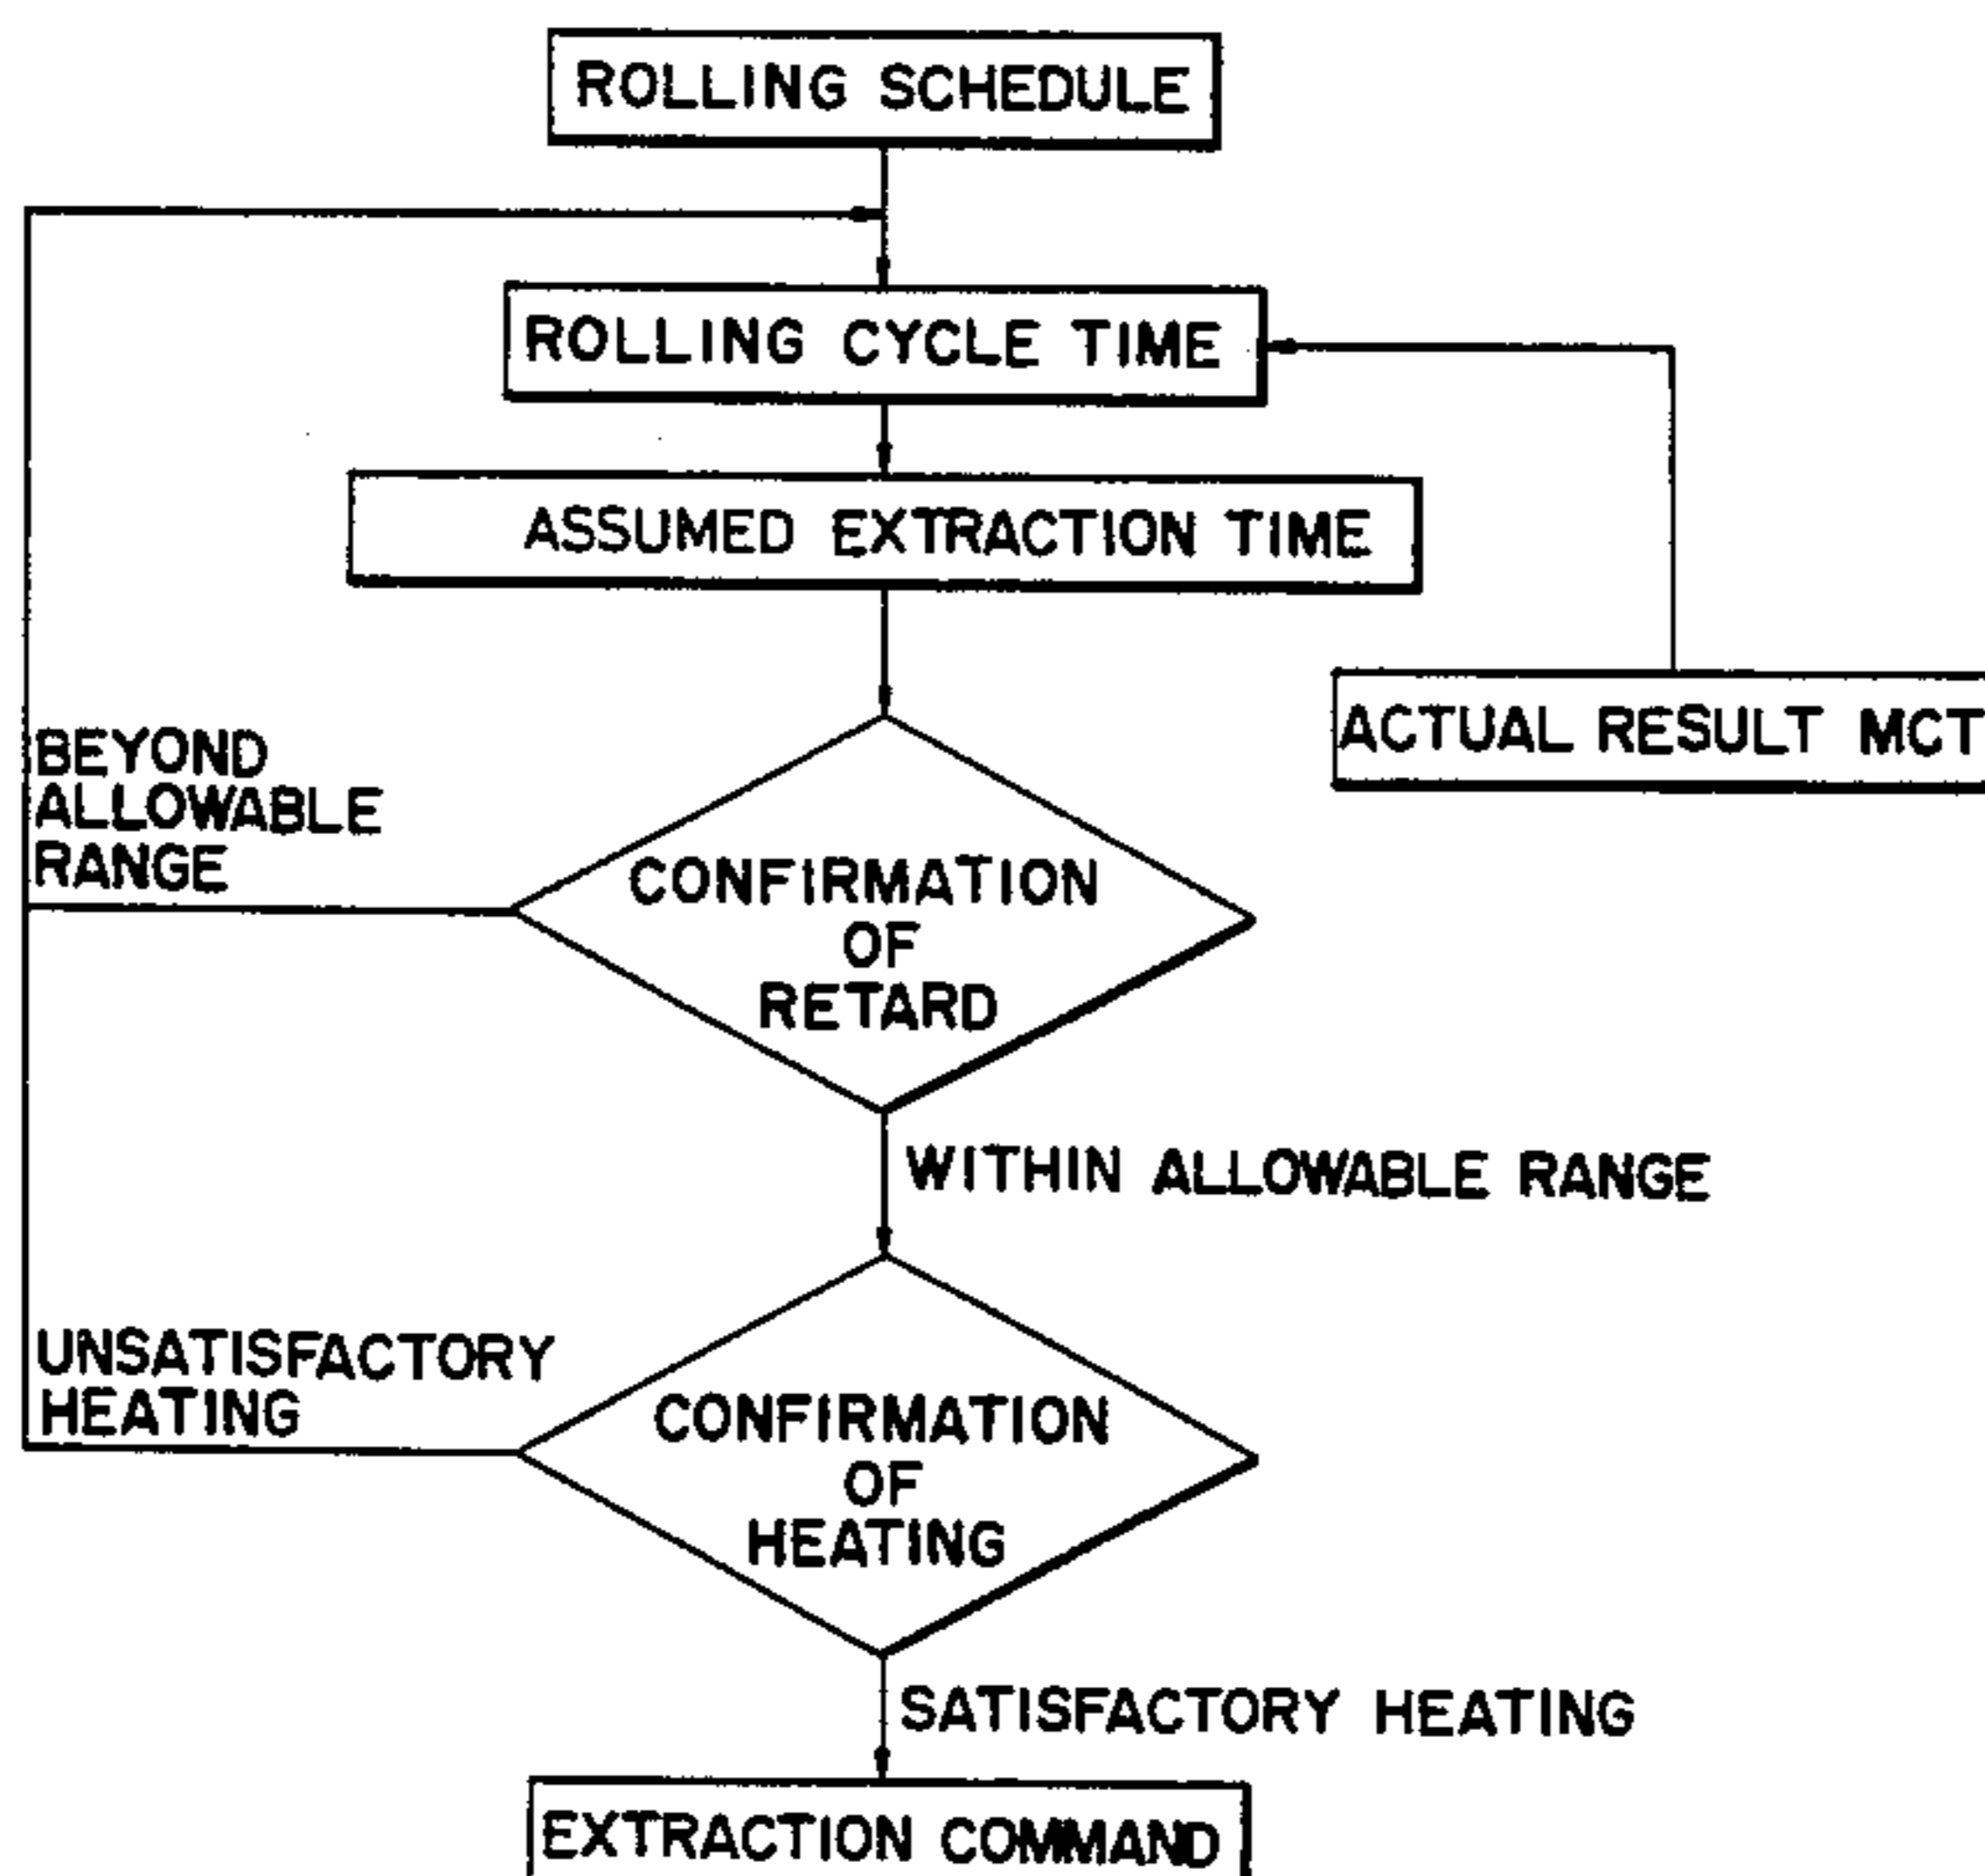 ROLLING SCHEDULE
ROLLING CYCLE TIME
ASSUMED EXTRACTION TIME
ACTUAL RESULT MCT
BEYOND
ALLOWABLE
RANGE
CONFIRMATION
OF
RETARD
WITHIN ALLOWABLE RANGE
UNSATISFACTORY
HEATING
CONFIRMATION
OF
HEATING
SATISFACTORY HEATING
EXTRACTION COMMAND